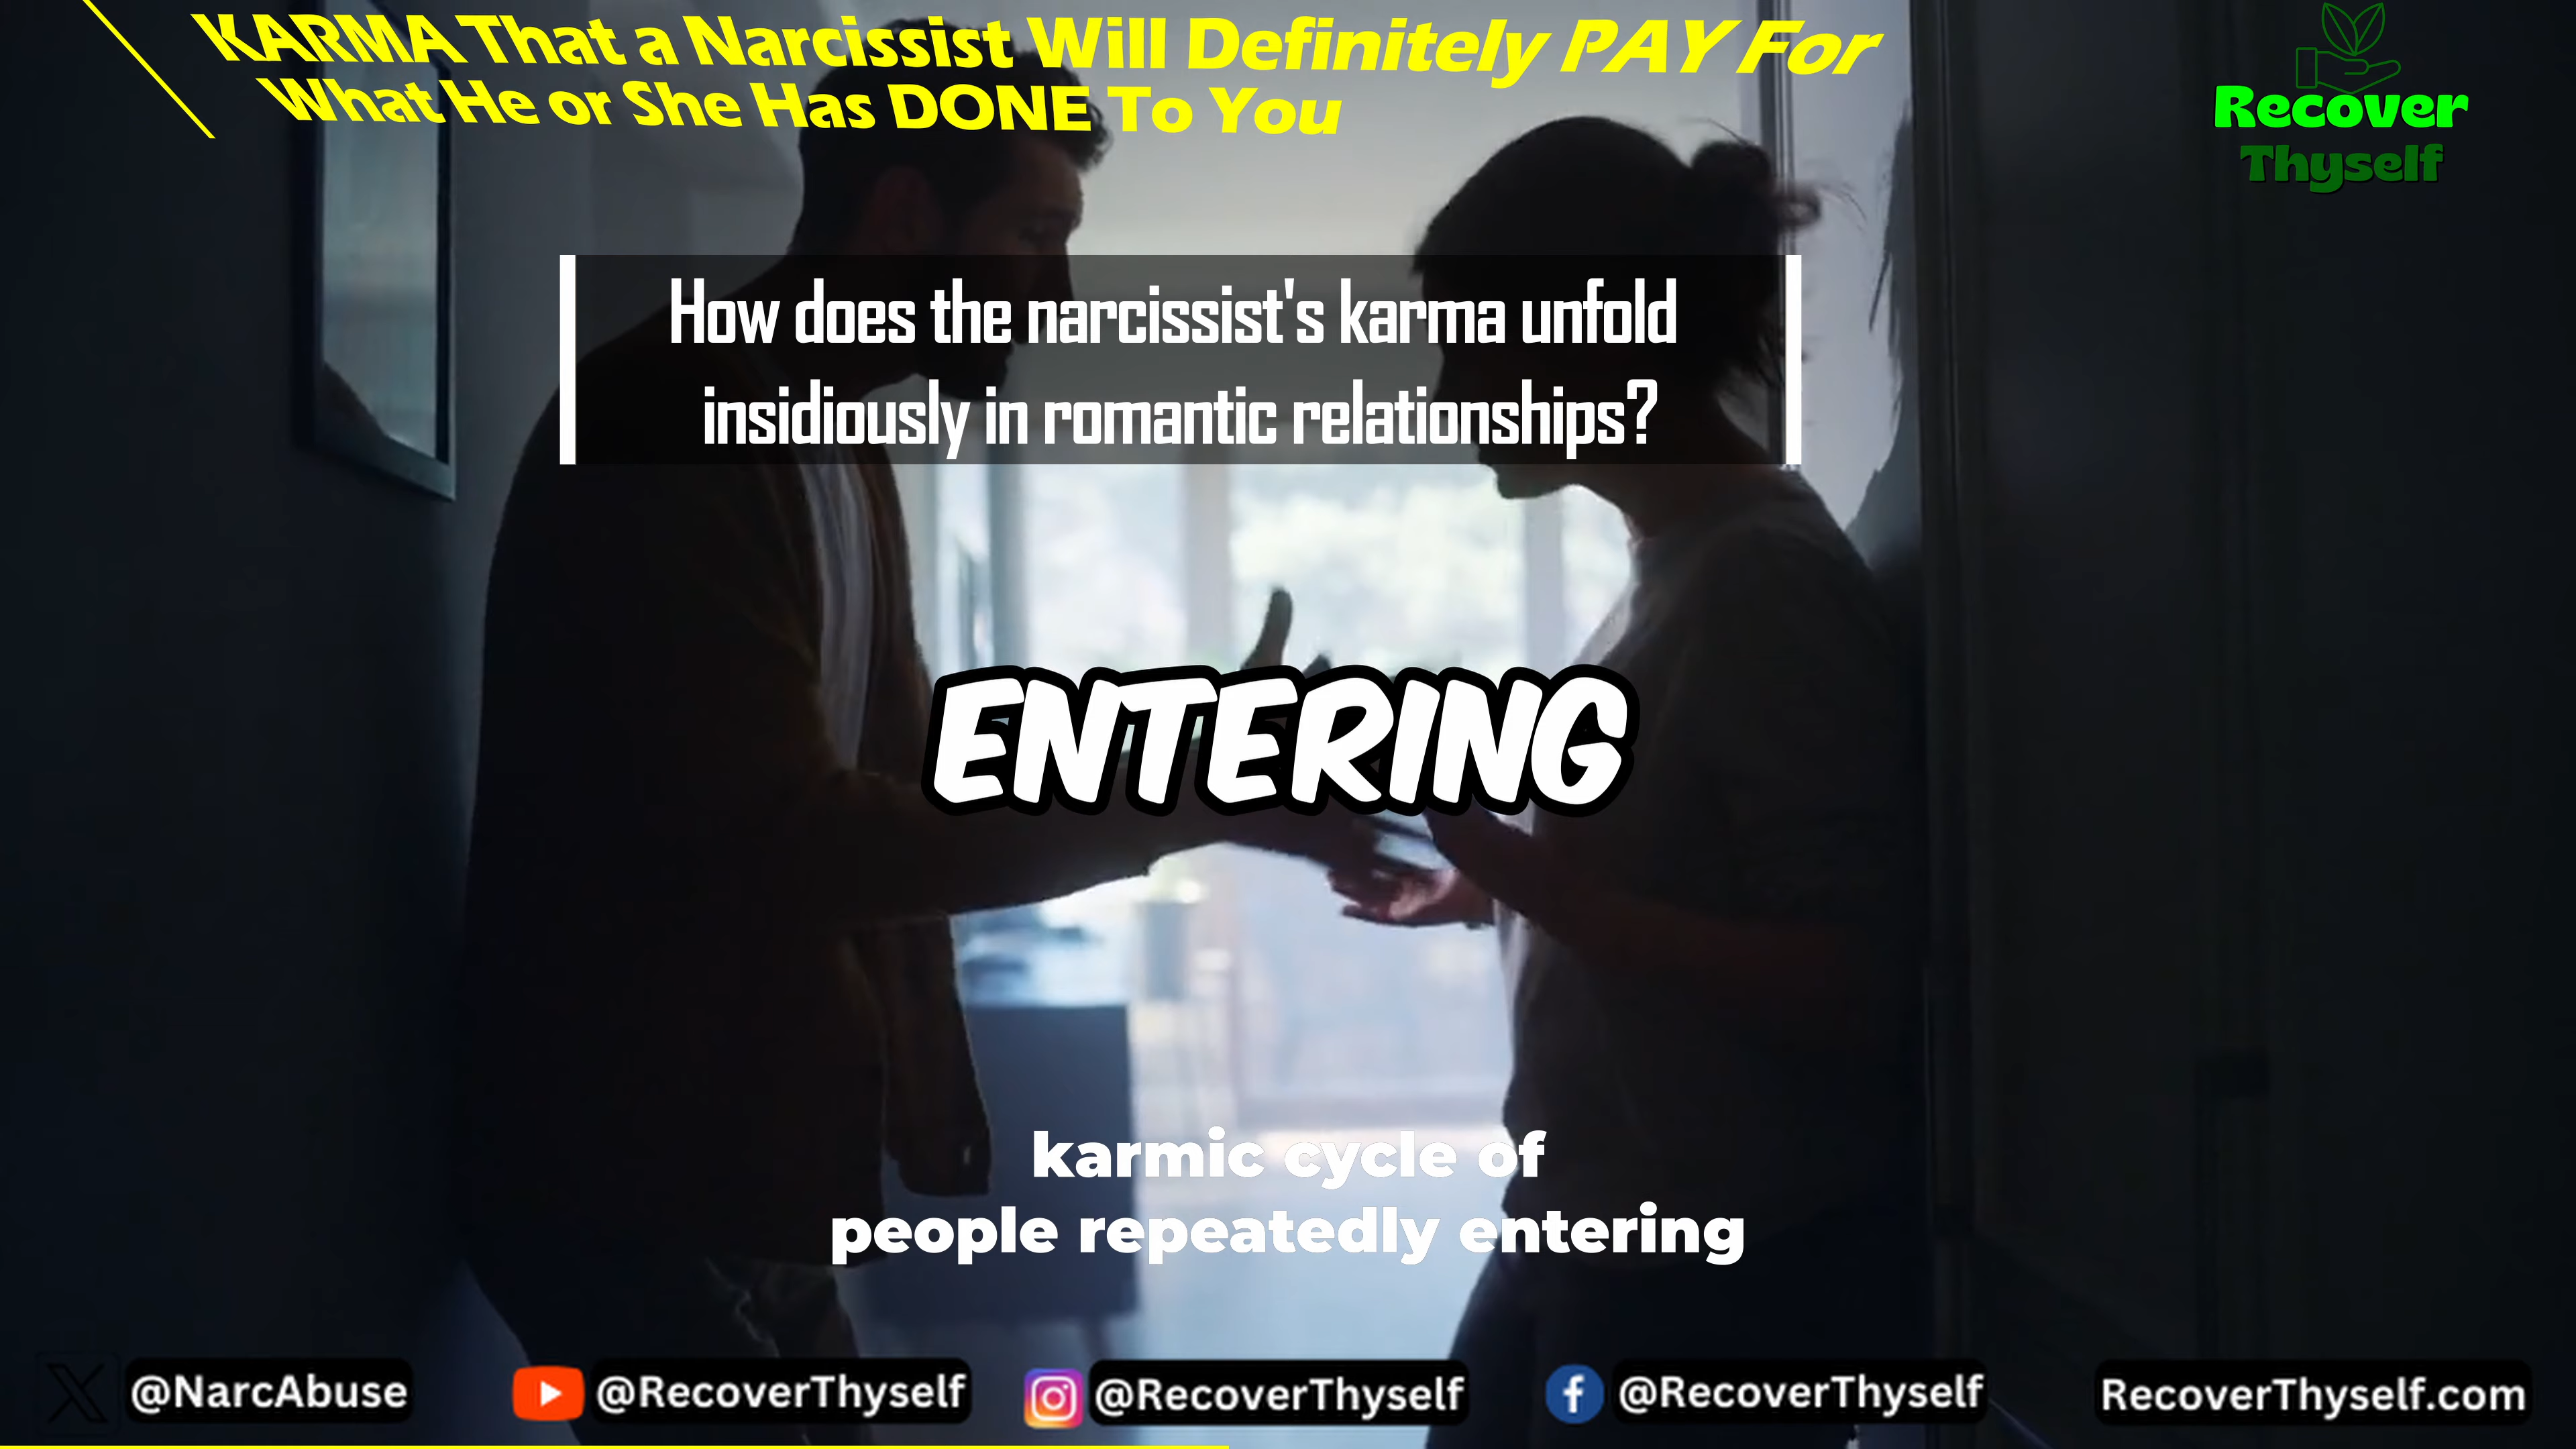 KARMA That a Narcissist Will Definitely PAY For
What He or She Has DONE To You
Recover
Thyself
How does the narcissist's karma unfold
insidiously in romantic relationships?
ENTERING
karmic cycle of
people repeatedly entering
@NarcAbuse
@RecoverThyself
@RecoverThyself
@RecoverThyself
RecoverThyself.com